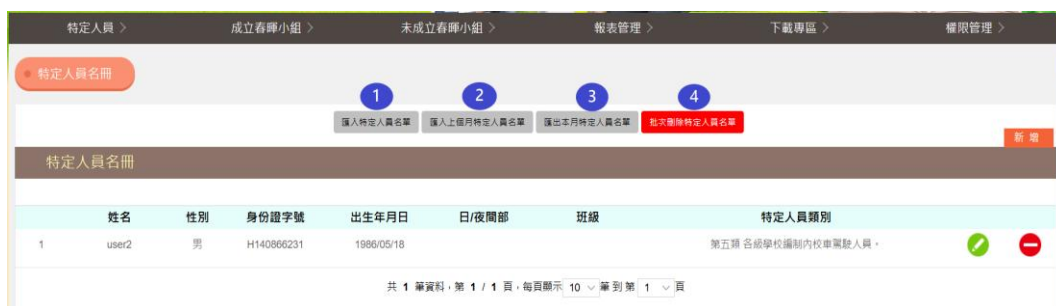 特定人員 > 成立春暉小組 > 未成立春暉小組 > 報表管理 > 下載專區 > 權限管理 >
特定人員名冊
1 2 3 4
匯入特定人員名單 匯入上個月特定人員名單 匯出本月特定人員名單 批次刪除特定人員名單
新增
特定人員名冊
姓名 性別 身份證字號 出生年月日 日/夜間部 班級 特定人員類別
1 user2 男 H140866231 1986/05/18 第五類 各級學校編制內校車駕駛人員。
共 1 筆資料，第 1 / 1 頁，每頁顯示 10 筆 到 第 1 頁